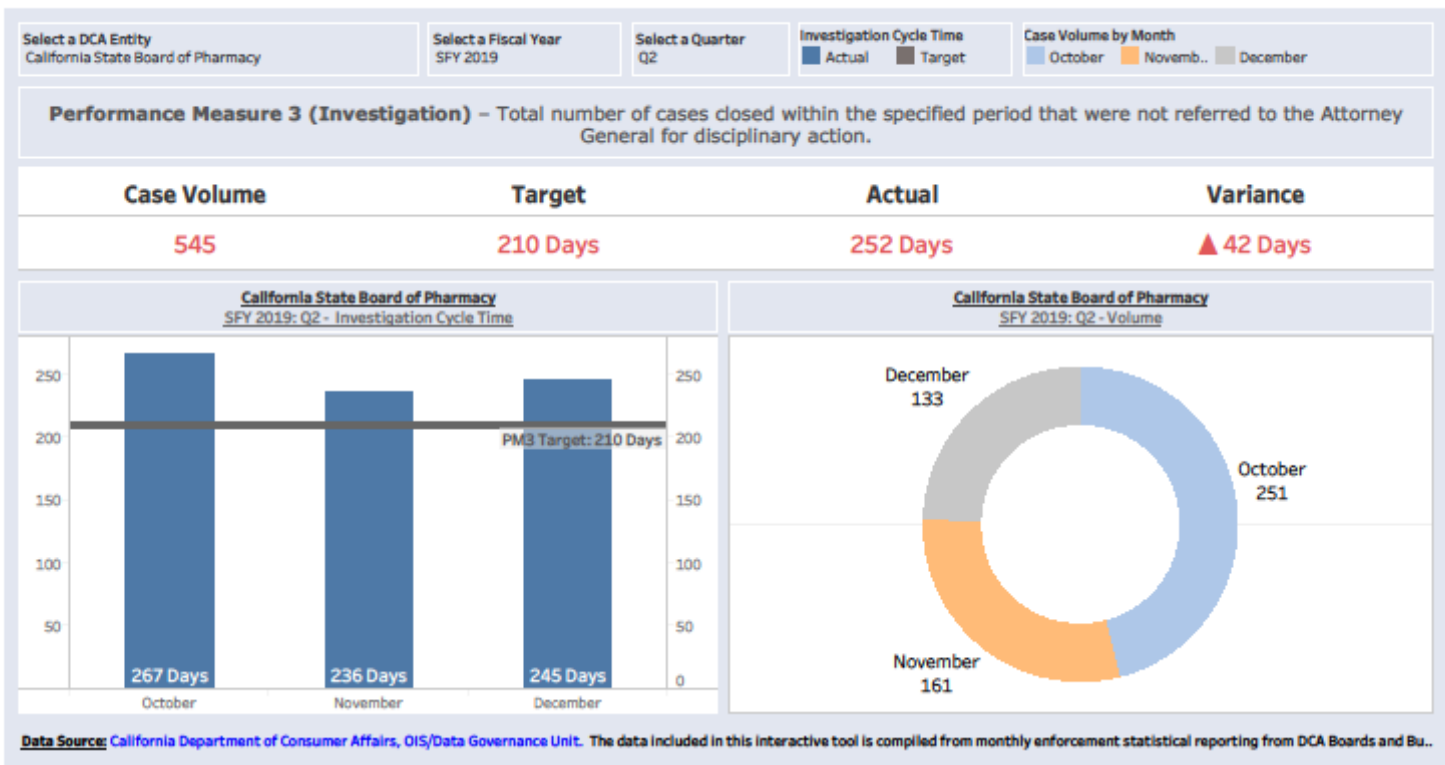 Select a DCA Entity
California State Board of Pharmacy
Select a Fiscal Year
SFY 2019
Select a Quarter
Q2
Investigation Cycle Time
Actual Target
Case Volume by Month
October Novemb.. December
Performance Measure 3 (Investigation) – Total number of cases closed within the specified period that were not referred to the Attorney
General for disciplinary action.
Case Volume Target Actual Variance
545 210 Days 252 Days ▲ 42 Days
California State Board of Pharmacy
SFY 2019: Q2 - Investigation Cycle Time
250 250
PM3 Target: 210 Days
200 200
150 150
100 100
50 50
0
267 Days 236 Days 245 Days
October November December
California State Board of Pharmacy
SFY 2019: Q2 - Volume
December
133
October
251
November
161
Data Source: California Department of Consumer Affairs, OIS/Data Governance Unit. The data included in this interactive tool is compiled from monthly enforcement statistical reporting from DCA Boards and Bu..